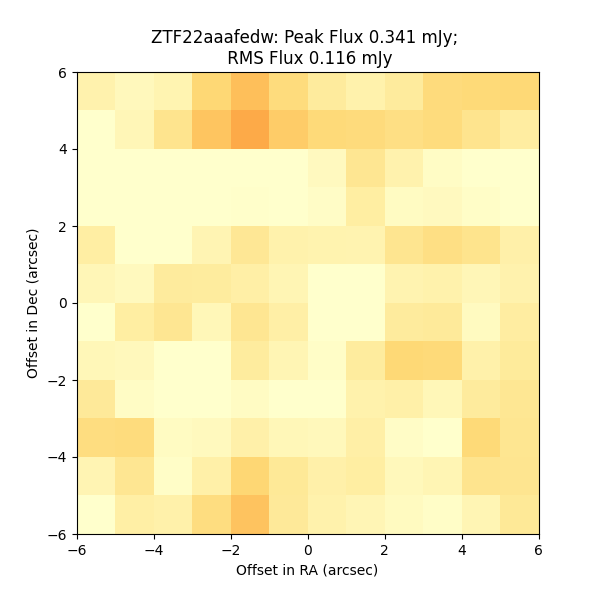 ZTF22aaafedw: Peak Flux 0.341 mJy;
RMS Flux 0.116 mJy
6
4
2
0
−2
−4
−6
Offset in Dec (arcsec)
−6 −4 −2 0 2 4 6
Offset in RA (arcsec)